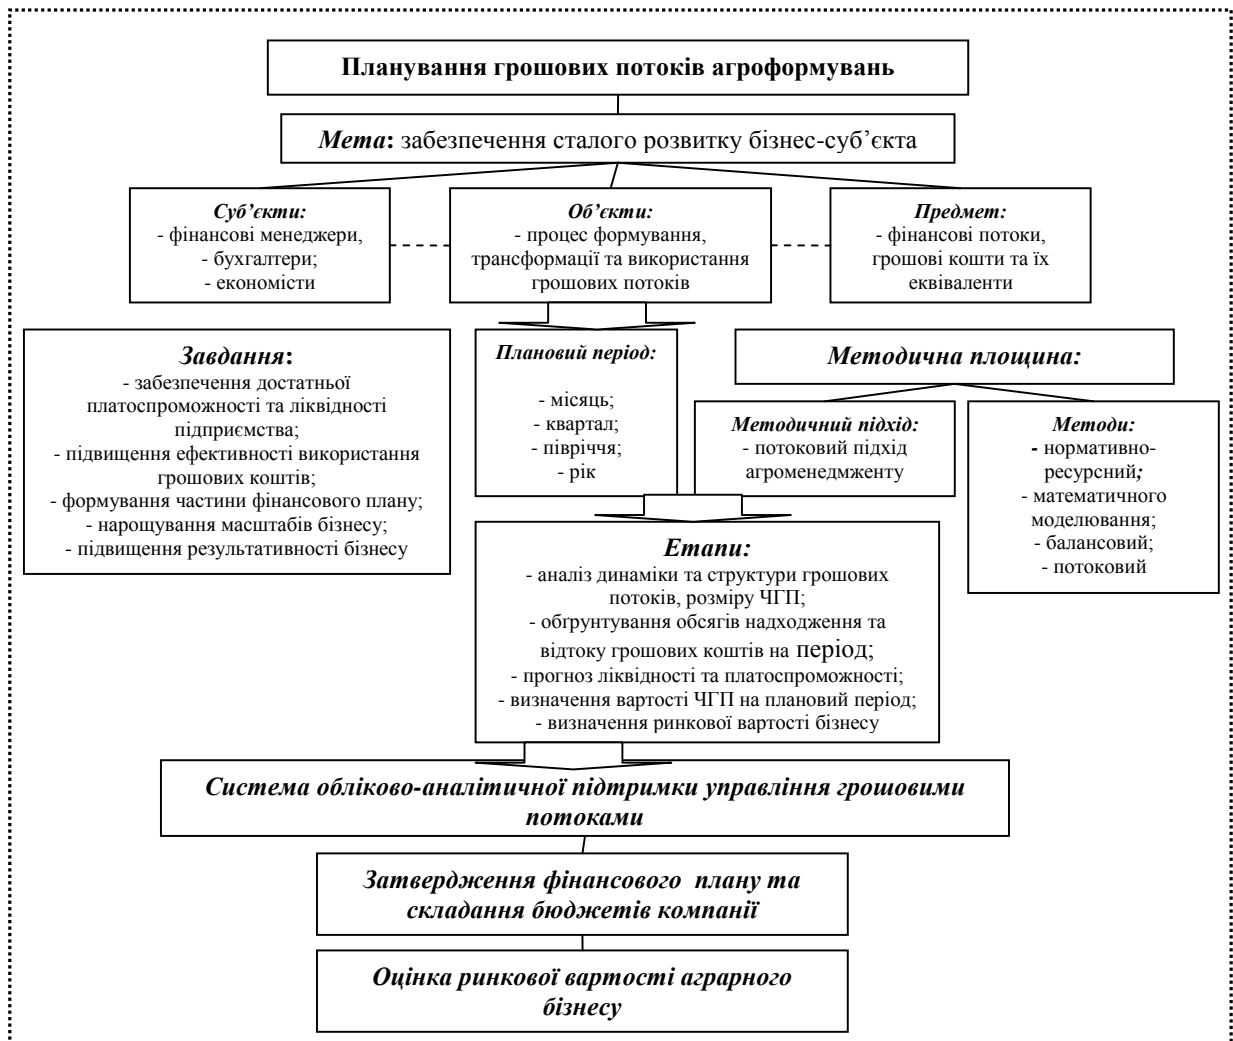 Планування грошових потоків агроформувань
Мета: забезпечення сталого розвитку бізнес-суб’єкта
Суб’єкти:
- фінансові менеджери,
- бухгалтери;
- економісти
Об’єкти:
- процес формування,
трансформації та використання
грошових потоків
Предмет:
- фінансові потоки,
грошові кошти та їх
еквіваленти
Завдання:
- забезпечення достатньої
платоспроможності та ліквідності
підприємства;
- підвищення ефективності використання
грошових коштів;
- формування частини фінансового плану;
- нарощування масштабів бізнесу;
- підвищення результативності бізнесу
Плановий період:
- місяць;
- квартал;
- півріччя;
- рік
Методична площина:
Методичний підхід:
- потоковий підхід
агроменеджменту
Методи:
- нормативно-
ресурсний;
- математичного
моделювання;
- балансовий;
- потоковий
Етапи:
- аналіз динаміки та структури грошових
потоків, розміру ЧГП;
- обґрунтування обсягів надходження та
відтоку грошових коштів на період;
- прогноз ліквідності та платоспроможності;
- визначення вартості ЧГП на плановий період;
- визначення ринкової вартості бізнесу
Система обліково-аналітичної підтримки управління грошовими
потоками
Затвердження фінансового плану та
складання бюджетів компанії
Оцінка ринкової вартості аграрного
бізнесу